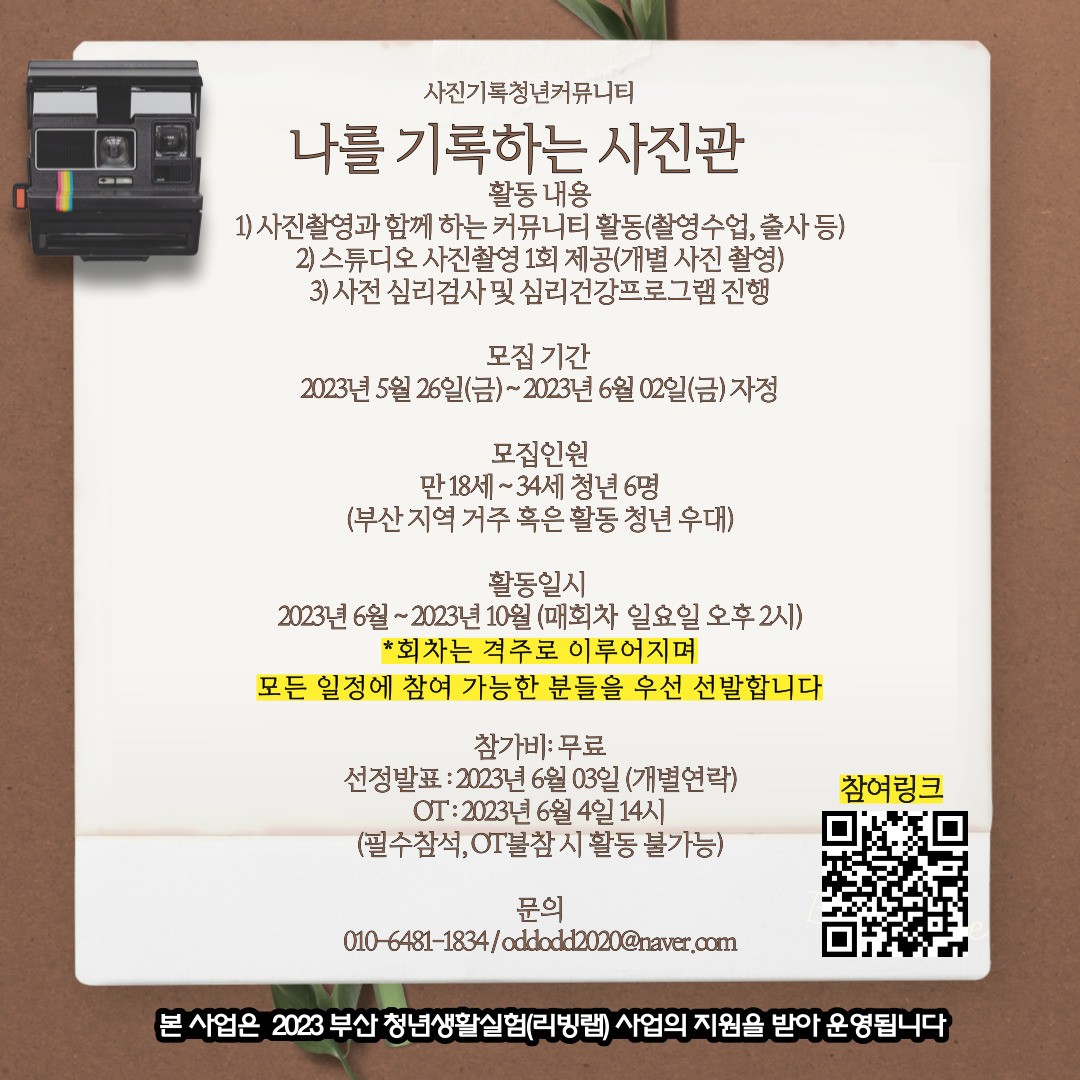 사진기록청년커뮤니티
나를 기록하는 사진관
활동 내용
1) 사진촬영과 함께 하는 커뮤니티 활동(촬영수업, 출사 등)
2) 스튜디오 사진촬영 1회 제공(개별 사진 촬영)
3) 사전 심리검사 및 심리건강프로그램 진행
모집 기간
2023년 5월 26일(금) ~ 2023년 6월 02일(금) 자정
모집인원
만 18세 ~ 34세 청년 6명
(부산 지역 거주 혹은 활동 청년 우대)
활동일시
2023년 6월 ~ 2023년 10월 (매회차 일요일 오후 2시)
*회차는 격주로 이루어지며
모든 일정에 참여 가능한 분들을 우선 선발합니다
참가비: 무료
선정발표 : 2023년 6월 03일 (개별연락)
OT : 2023년 6월 4일 14시
(필수참석, OT불참 시 활동 불가능)
참여링크
문의
010-6481-1834 / oddodd2020@naver.com
본 사업은 2023 부산 청년생활실험(리빙랩) 사업의 지원을 받아 운영됩니다